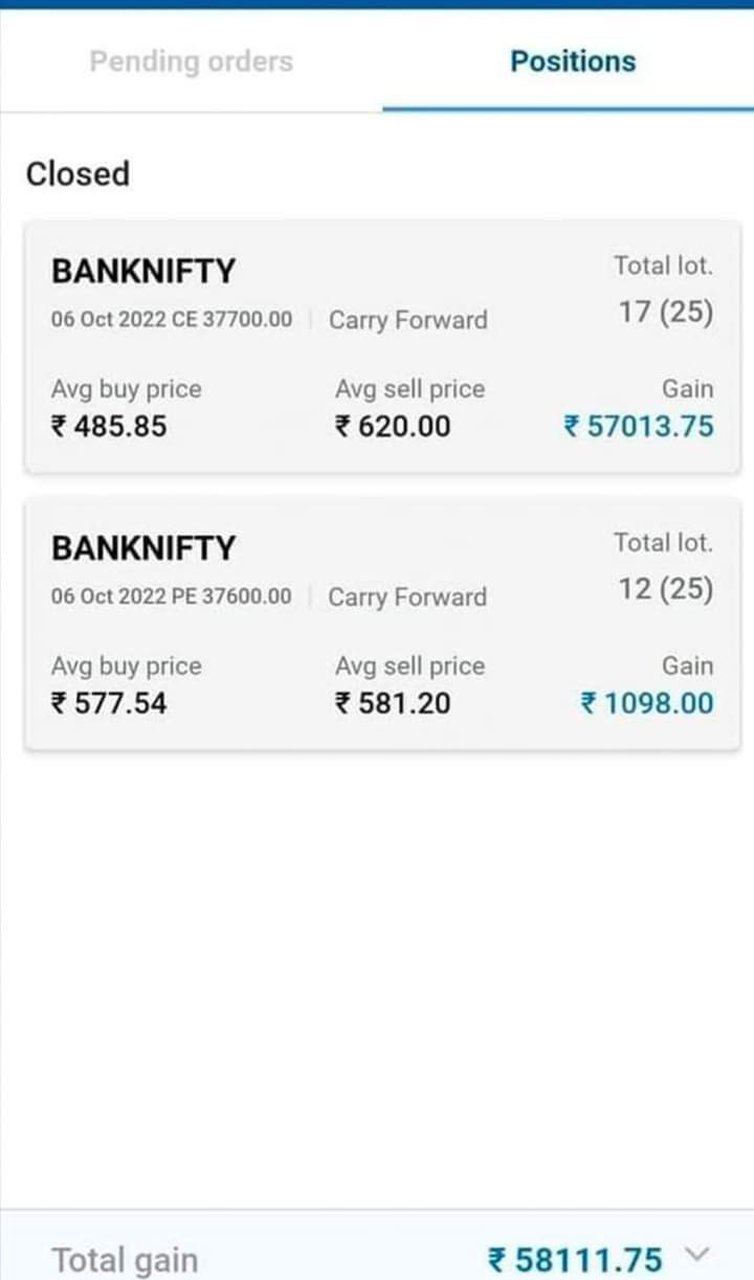 Pending orders Positions
Closed
BANKNIFTY Total lot.
06 Oct 2022 CE 37700.00 Carry Forward 17 (25)
Avg buy price Avg sell price Gain
₹ 485.85 ₹ 620.00 ₹ 57013.75
BANKNIFTY Total lot.
06 Oct 2022 PE 37600.00 Carry Forward 12 (25)
Avg buy price Avg sell price Gain
₹ 577.54 ₹ 581.20 ₹ 1098.00
Total gain ₹ 58111.75